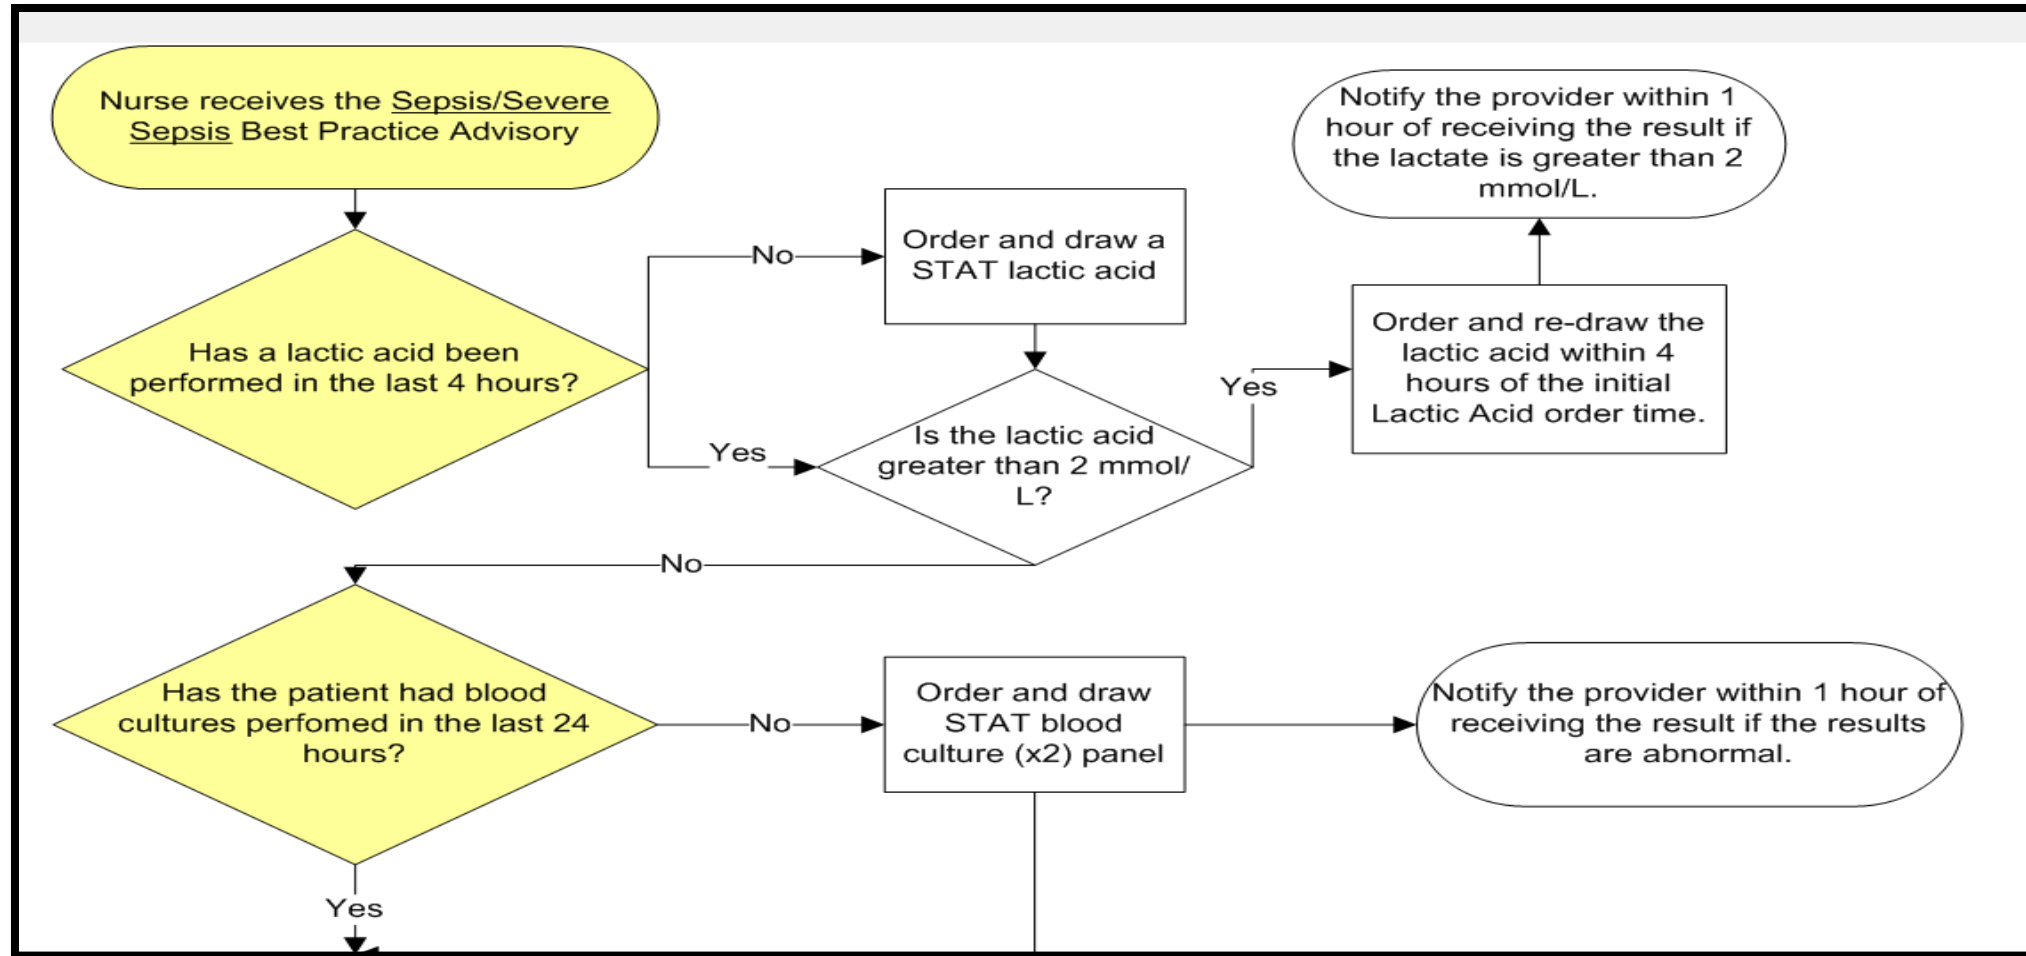 Nurse receives the Sepsis/Severe
Sepsis Best Practice Advisory
Notify the provider within 1
hour of receiving the result if
the lactate is greater than 2
mmol/L.
No
Order and draw a
STAT lactic acid
Has a lactic acid been
performed in the last 4 hours?
Yes
Is the lactic acid
greater than 2 mmol/
L?
Yes
Order and re-draw the
lactic acid within 4
hours of the initial
Lactic Acid order time.
No
Has the patient had blood
cultures perfomed in the last 24
hours?
No
Order and draw
STAT blood
culture (x2) panel
Notify the provider within 1 hour of
receiving the result if the results
are abnormal.
Yes